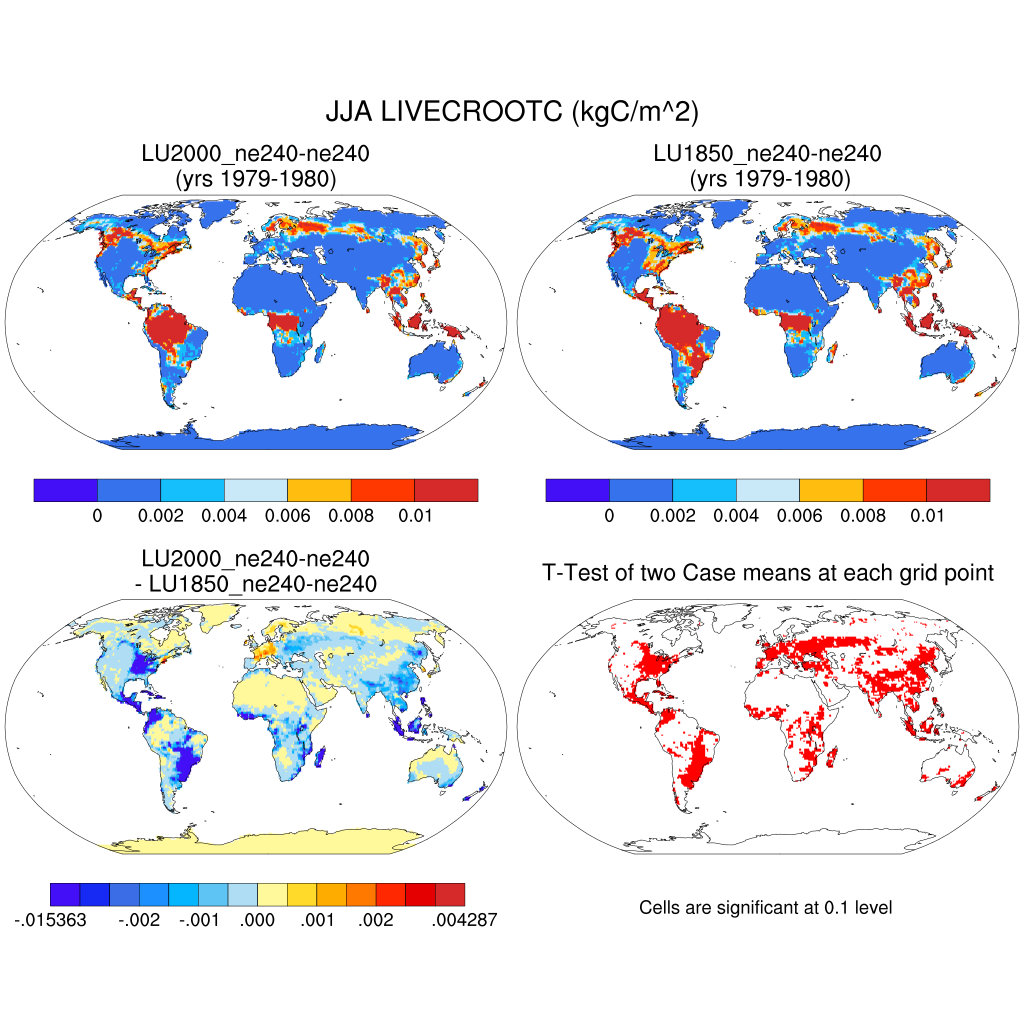 JJA LIVECROOTC (kgC/m^2)
LU2000_ne240-ne240
(yrs 1979-1980)
LU1850_ne240-ne240
(yrs 1979-1980)
0 0.002 0.004 0.006 0.008 0.01
0 0.002 0.004 0.006 0.008 0.01
LU2000_ne240-ne240
- LU1850_ne240-ne240
T-Test of two Case means at each grid point
-.015363 -.002 -.001 .000 .001 .002 .004287
Cells are significant at 0.1 level